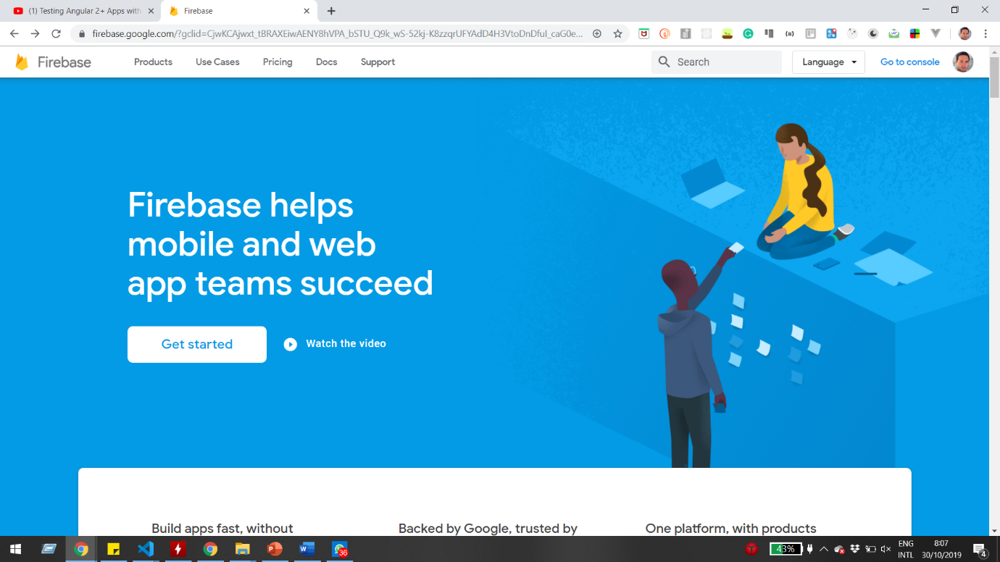 (1) Testing Angular 2+ Apps with
Firebase
firebase.google.com/?gclid=CjwKCAjwxt_tBRAXEiwAENY8hVPA_bSTU_Q9k_wS-52kj-K8zzqrUFYAdD4H3VtoDnDful_caG0e...
Firebase
Products
Use Cases
Pricing
Docs
Support
Search
Language
Go to console
Firebase helps
mobile and web
app teams succeed
Get started
Watch the video
Build apps fast, without
Backed by Google, trusted by
One platform, with products
36
43%
ENG
INTL
8:07
30/10/2019
4